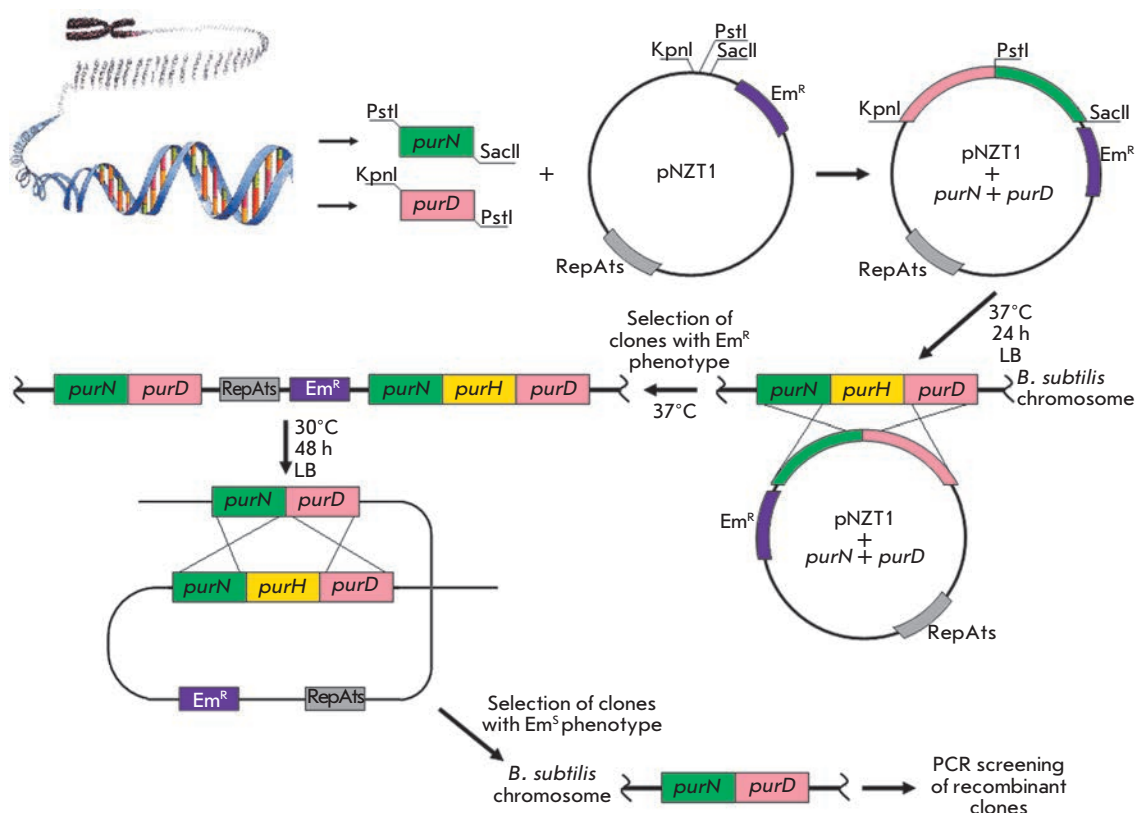 PstI
purN
SacII
KpnI
purD
PstI
+
KpnI
PstI
SacII
Em^R
pNZT1
RepAts
PstI
KpnI
SacII
Em^R
pNZT1
+
purN + purD
RepAts
37°C
24 h
LB
Selection of
clones with Em^R
phenotype
37°C
purN
purD
RepAts
Em^R
purN
purH
purD
purN
purH
purD
B. subtilis
chromosome
Em^R
pNZT1
+
purN + purD
RepAts
30°C
48 h
LB
purN
purD
purN
purH
purD
Em^R
RepAts
Selection of clones
with Em^S phenotype
B. subtilis
chromosome
purN
purD
PCR screening
of recombinant
clones